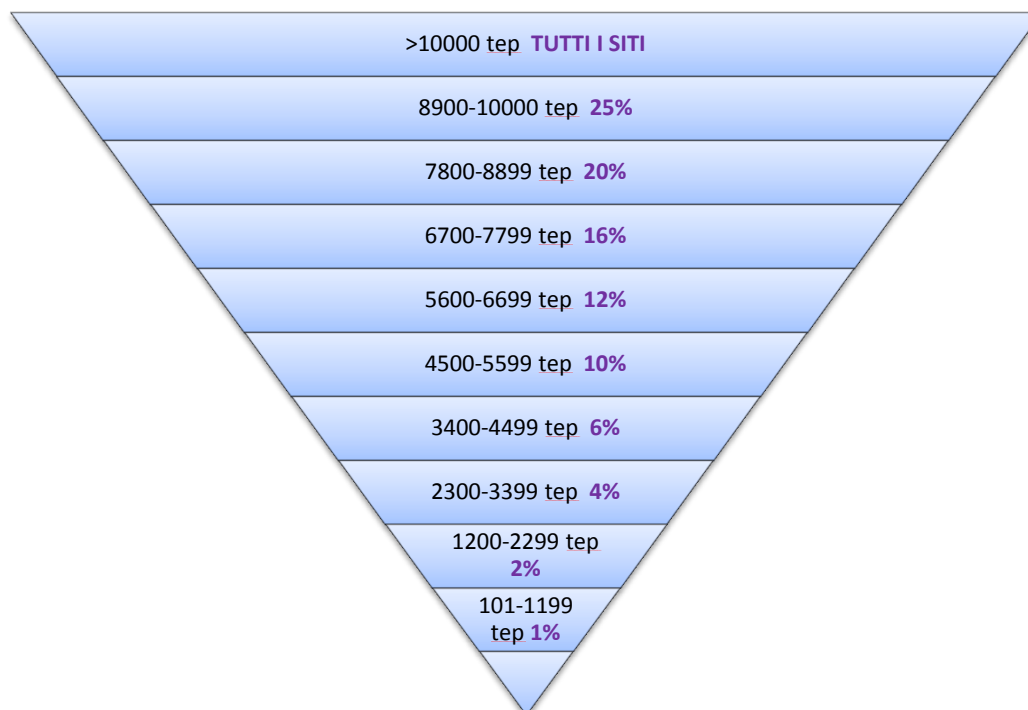 >10000 tep TUTTI I SITI
8900-10000 tep 25%
7800-8899 tep 20%
6700-7799 tep 16%
5600-6699 tep 12%
4500-5599 tep 10%
3400-4499 tep 6%
2300-3399 tep 4%
1200-2299 tep
2%
101-1199
tep 1%